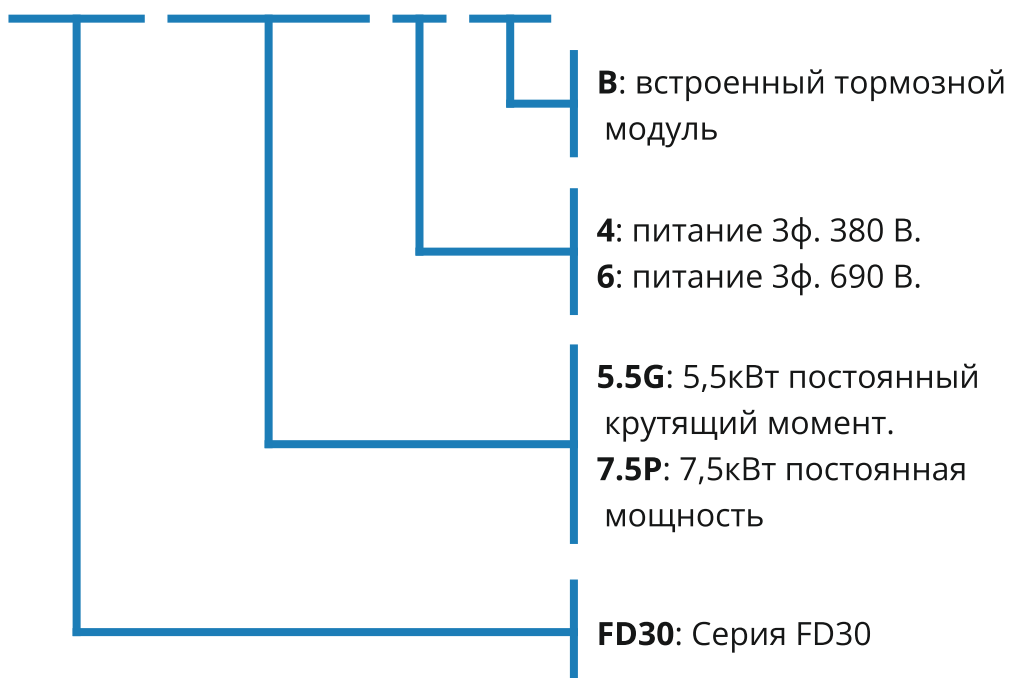 B: встроенный тормозной
модуль
4: питание 3ф. 380 В.
6: питание 3ф. 690 В.
5.5G: 5,5кВт постоянный
крутящий момент.
7.5P: 7,5кВт постоянная
мощность
FD30: Серия FD30